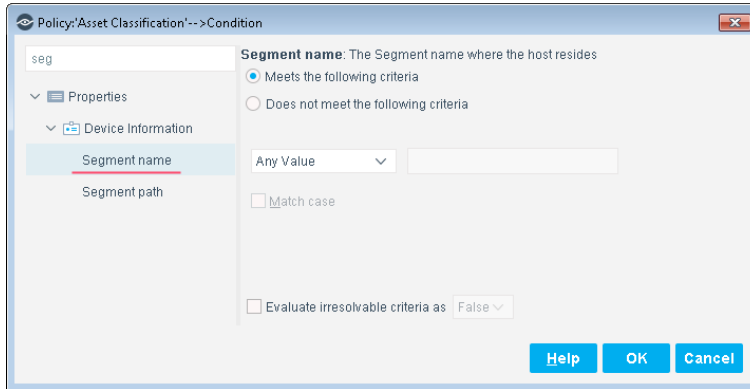 Policy:'Asset Classification'-->Condition
seg
Segment name: The Segment name where the host resides
Meets the following criteria
Properties
Does not meet the following criteria
Device Information
Segment name
Any Value
Segment path
Match case
Evaluate irresolvable criteria as False
Help OK Cancel